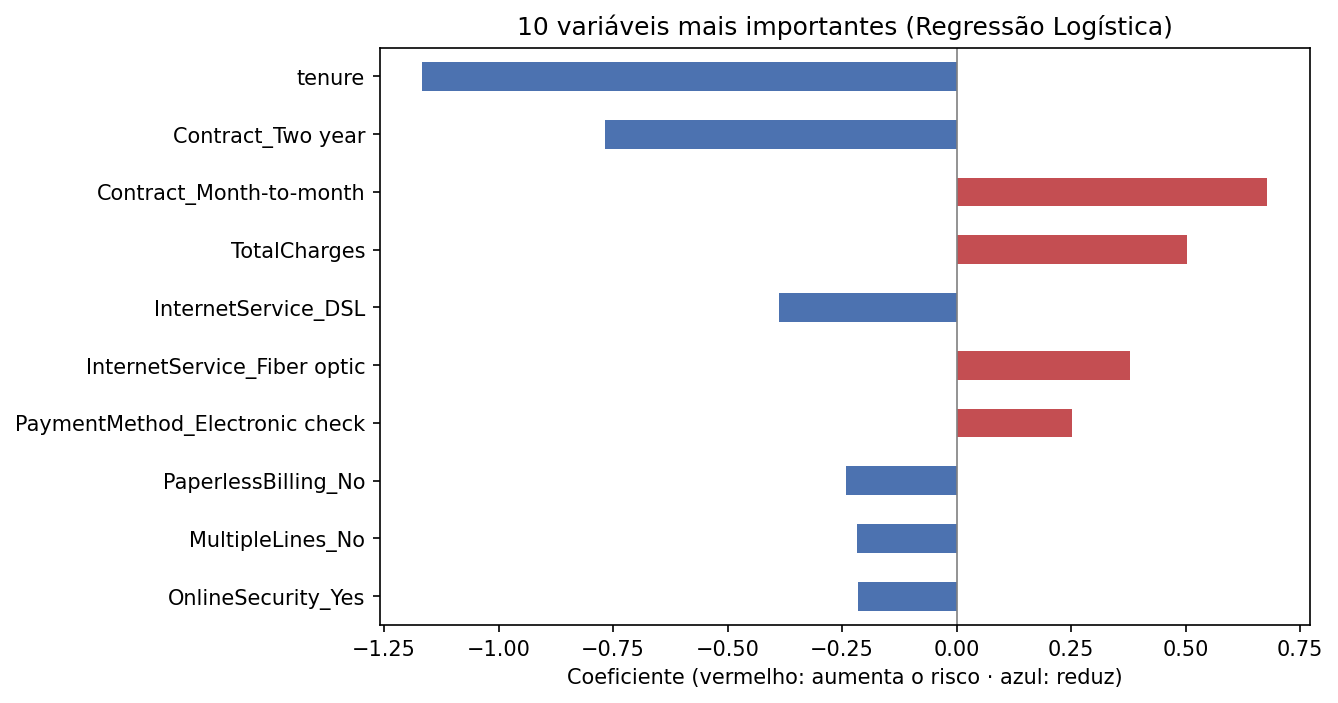 10 variáveis mais importantes (Regressão Logística)
tenure
Contract_Two year
Contract_Month-to-month
TotalCharges
InternetService_DSL
InternetService_Fiber optic
PaymentMethod_Electronic check
PaperlessBilling_No
MultipleLines_No
OnlineSecurity_Yes
−1.25 −1.00 −0.75 −0.50 −0.25 0.00 0.25 0.50 0.75
Coeficiente (vermelho: aumenta o risco · azul: reduz)